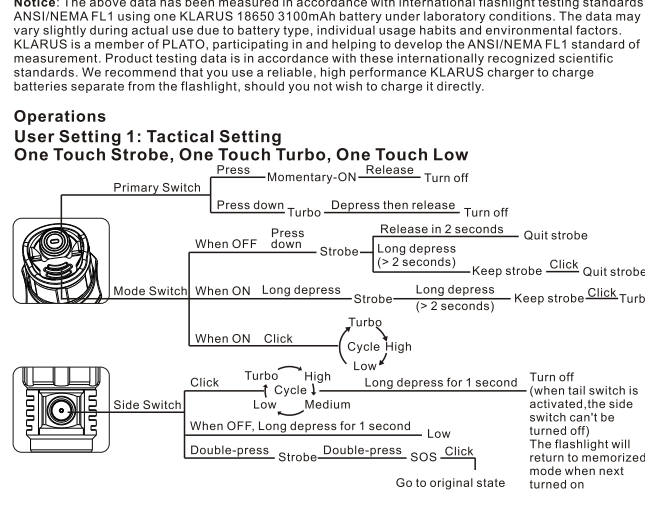 Notice: The above data has been measured in accordance with international flashlight testing standards
ANSI/NEMA FL1 using one KLARUS 18650 3100mAh battery under laboratory conditions. The data may
vary slightly during actual use due to battery type, individual usage habits and environmental factors.
KLARUS is a member of PLATO, participating in and helping to develop the ANSI/NEMA FL1 standard of
measurement. Product testing data is in accordance with these internationally recognized scientific
standards. We recommend that you use a reliable, high performance KLARUS charger to charge
batteries separate from the flashlight, should you not wish to charge it directly.
Operations
User Setting 1: Tactical Setting
One Touch Strobe, One Touch Turbo, One Touch Low
Primary Switch
Press Momentary-ON Release Turn off
Press down Turbo Depress then release Turn off
Mode Switch
When OFF Press down Strobe
Release in 2 seconds Quit strobe
Long depress
(> 2 seconds)
Keep strobe Click Quit strobe
When ON Long depress Strobe Long depress
(> 2 seconds)
Keep strobe Click Turb
When ON Click
Turbo
Cycle High
Low
Side Switch
Click
Turbo High
Cycle
Low Medium
Long depress for 1 second
Turn off
(when tail switch is
activated,the side
switch can't be
turned off)
The flashlight will
return to memorized
mode when next
turned on
When OFF, Long depress for 1 second Low
Double-press Strobe Double-press SOS Click
Go to original state